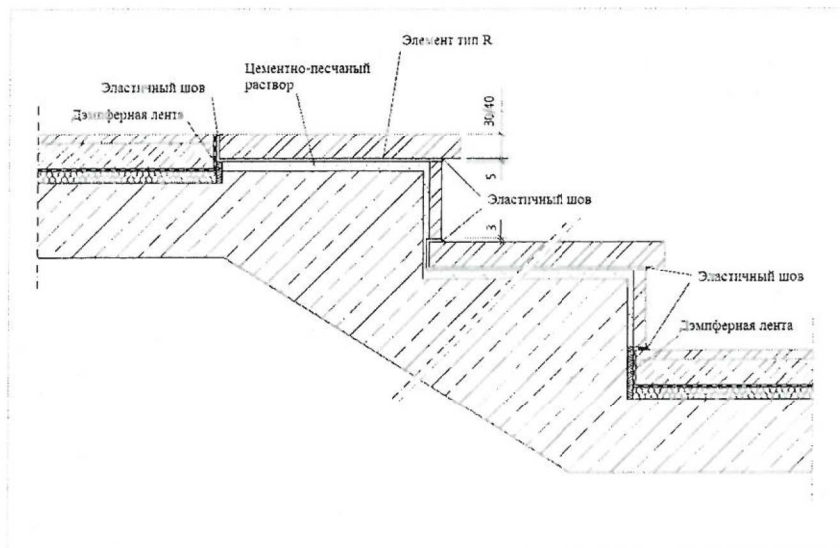 Элемент тип R
Цементно-песчаный
раствор
Эластичный шов
Дэмпферная лента
30/40
5
Эластичный шов
3
Эластичный шов
Дэмпферная лента